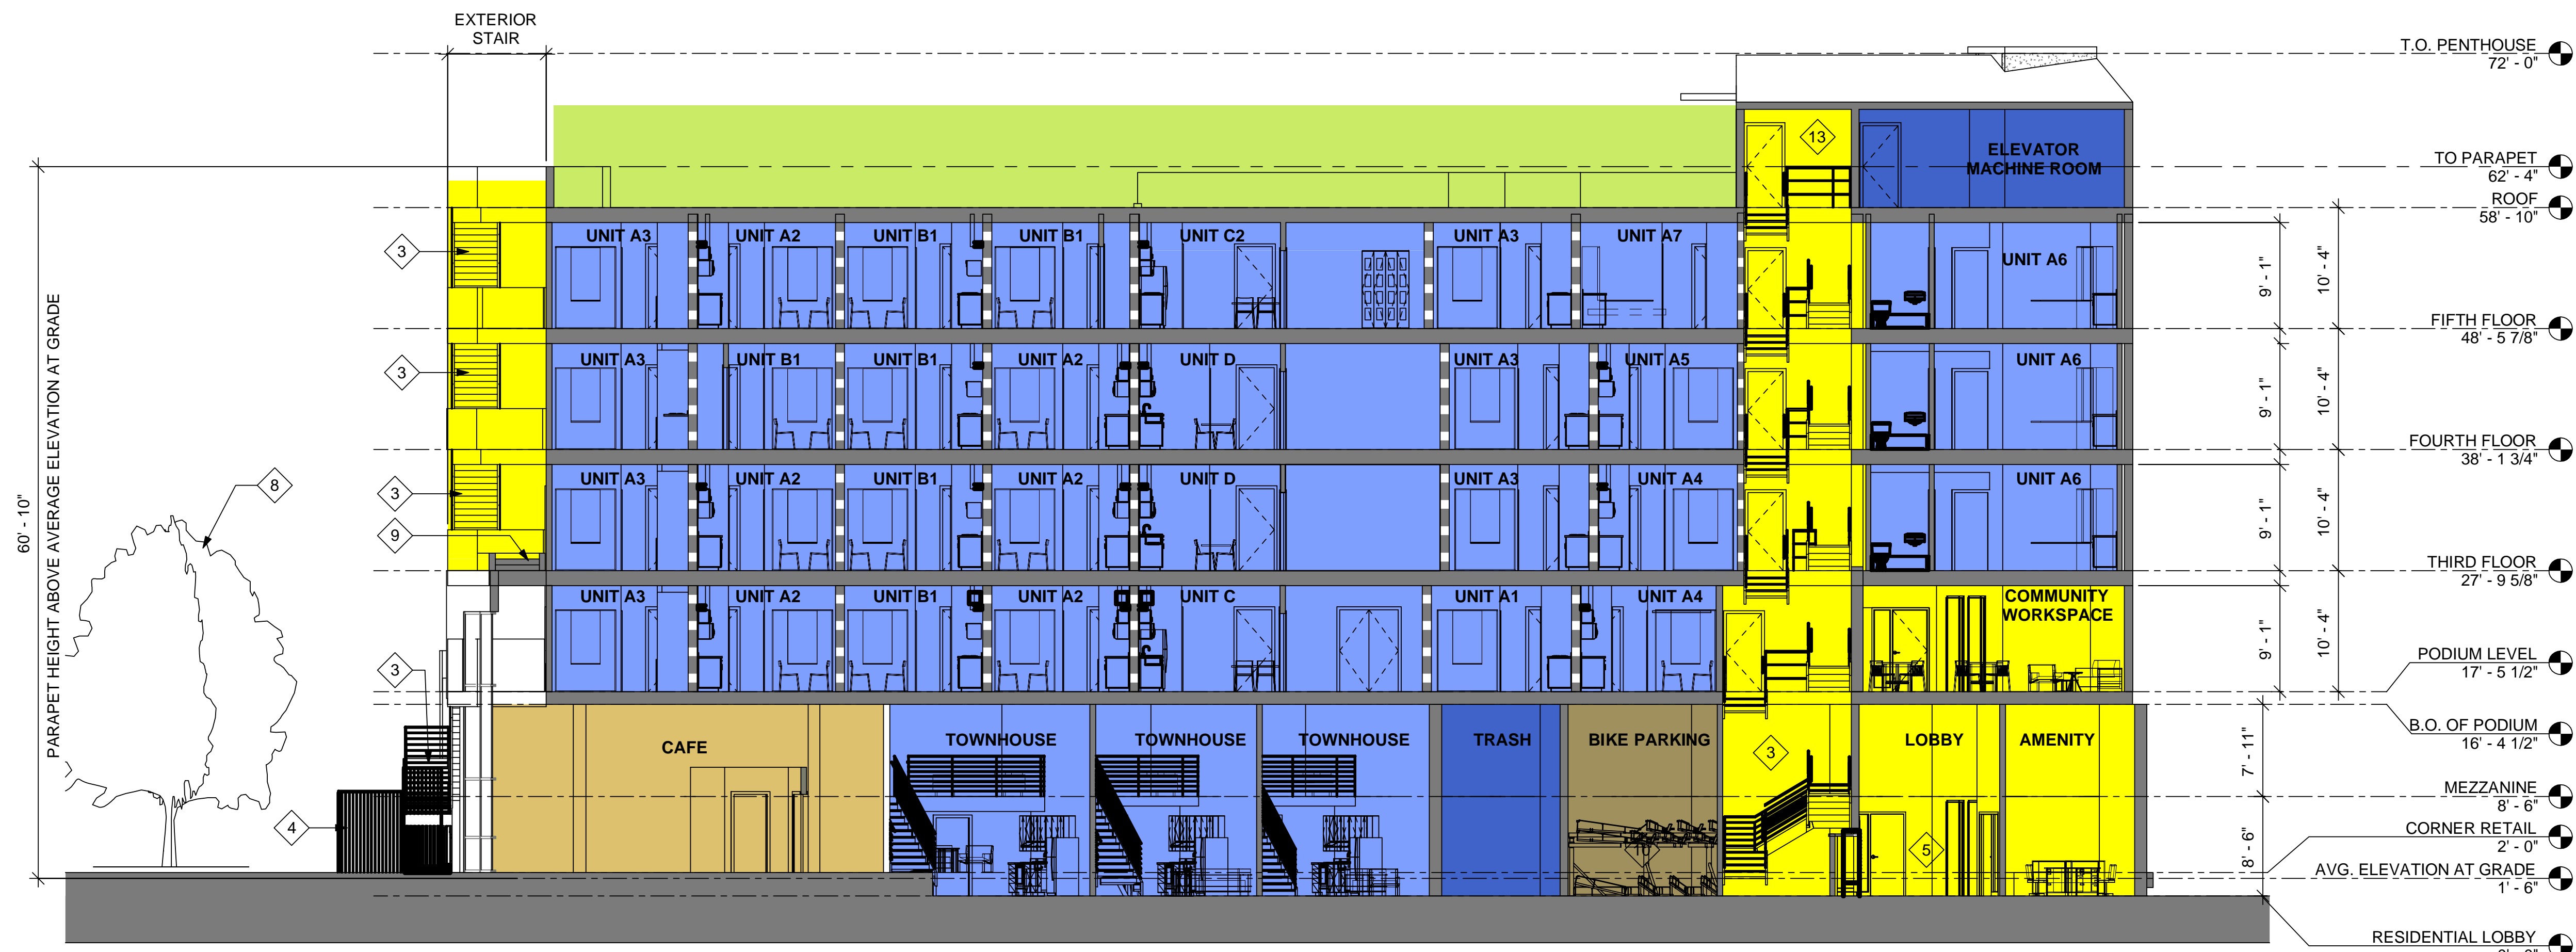 EXTERIOR
STAIR
T.O. PENTHOUSE
72' - 0"
13
ELEVATOR
MACHINE ROOM
TO PARAPET
62' - 4"
ROOF
58' - 10"
3
UNIT A3
UNIT A2
UNIT B1
UNIT B1
UNIT C2
UNIT A3
UNIT A7
UNIT A6
9' - 1"
10' - 4"
FIFTH FLOOR
48' - 5 7/8"
3
UNIT A3
UNIT B1
UNIT B1
UNIT A2
UNIT D
UNIT A3
UNIT A5
UNIT A6
9' - 1"
10' - 4"
FOURTH FLOOR
38' - 1 3/4"
60' - 10"
PARAPET HEIGHT ABOVE AVERAGE ELEVATION AT GRADE
8
3
9
UNIT A3
UNIT A2
UNIT B1
UNIT A2
UNIT D
UNIT A3
UNIT A4
UNIT A6
9' - 1"
10' - 4"
THIRD FLOOR
27' - 9 5/8"
3
UNIT A3
UNIT A2
UNIT B1
UNIT A2
UNIT C
UNIT A1
UNIT A4
COMMUNITY
WORKSPACE
9' - 1"
10' - 4"
PODIUM LEVEL
17' - 5 1/2"
B.O. OF PODIUM
16' - 4 1/2"
4
CAFE
TOWNHOUSE
TOWNHOUSE
TOWNHOUSE
TRASH
BIKE PARKING
3
LOBBY
AMENITY
5
7' - 11"
8' - 6"
MEZZANINE
8' - 6"
CORNER RETAIL
2' - 0"
AVG. ELEVATION AT GRADE
1' - 6"
RESIDENTIAL LOBBY